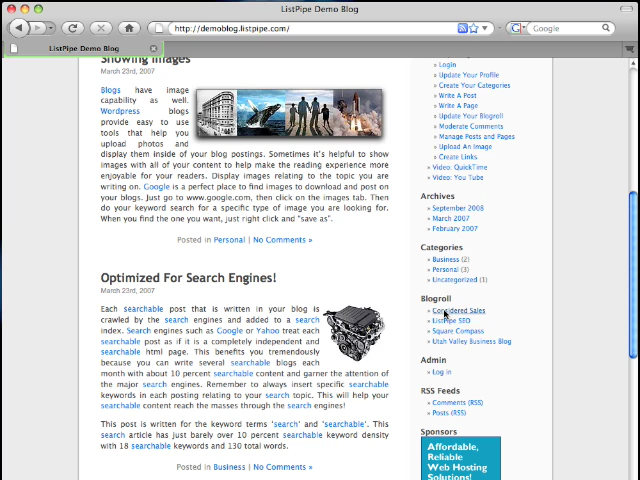 ListPipe Demo Blog
http://demoblog.listpipe.com/
Google
ListPipe Demo Blog
Showing Images
March 23rd, 2007
Blogs have image
capability as well.
Wordpress blogs
provide easy to use
tools that help you
upload photos and
display them inside of your blog postings. Sometimes it's helpful to show
images with all of your content to help make the reading experience more
enjoyable for your readers. Display images relating to the topic you are
writing on. Google is a perfect place to find images to download and post on
your blogs. Just go to www.google.com, then click on the images tab. Then
do your keyword search for a specific type of image you are looking for.
When you find the one you want, just right click and "save as".
Posted in Personal | No Comments »
Optimized For Search Engines!
March 23rd, 2007
Each searchable post that is written in your blog is
crawled by the search engines and added to a search
index. Search engines such as Google or Yahoo treat each
searchable post as if it is a completely independent and
searchable html page. This benefits you tremendously
because you can write several searchable blogs each
month with about 10 percent searchable content and garner the attention of
the major search engines. Remember to always insert specific searchable
keywords in each posting relating to your search topic. This will help your
searchable content reach the masses through the search engines!
This post is written for the keyword terms 'search' and 'searchable'. This
search article has just barely over 10 percent searchable keyword density
with 18 searchable keywords and 130 total words.
Posted in Business | No Comments »
» Login
» Update Your Profile
» Create Your Categories
» Write A Post
» Write A Page
» Update Your Blogroll
» Moderate Comments
» Manage Posts and Pages
» Upload An Image
» Create Links
» Video: QuickTime
» Video: You Tube
Archives
» September 2008
» March 2007
» February 2007
Categories
» Business (2)
» Personal (3)
» Uncategorized (1)
Blogroll
» Considered Sales
» ListPipe SEO
» Square Compass
» Utah Valley Business Blog
Admin
» Log in
RSS Feeds
» Comments (RSS)
» Posts (RSS)
Sponsors
Affordable,
Reliable
Web Hosting
Solutions!